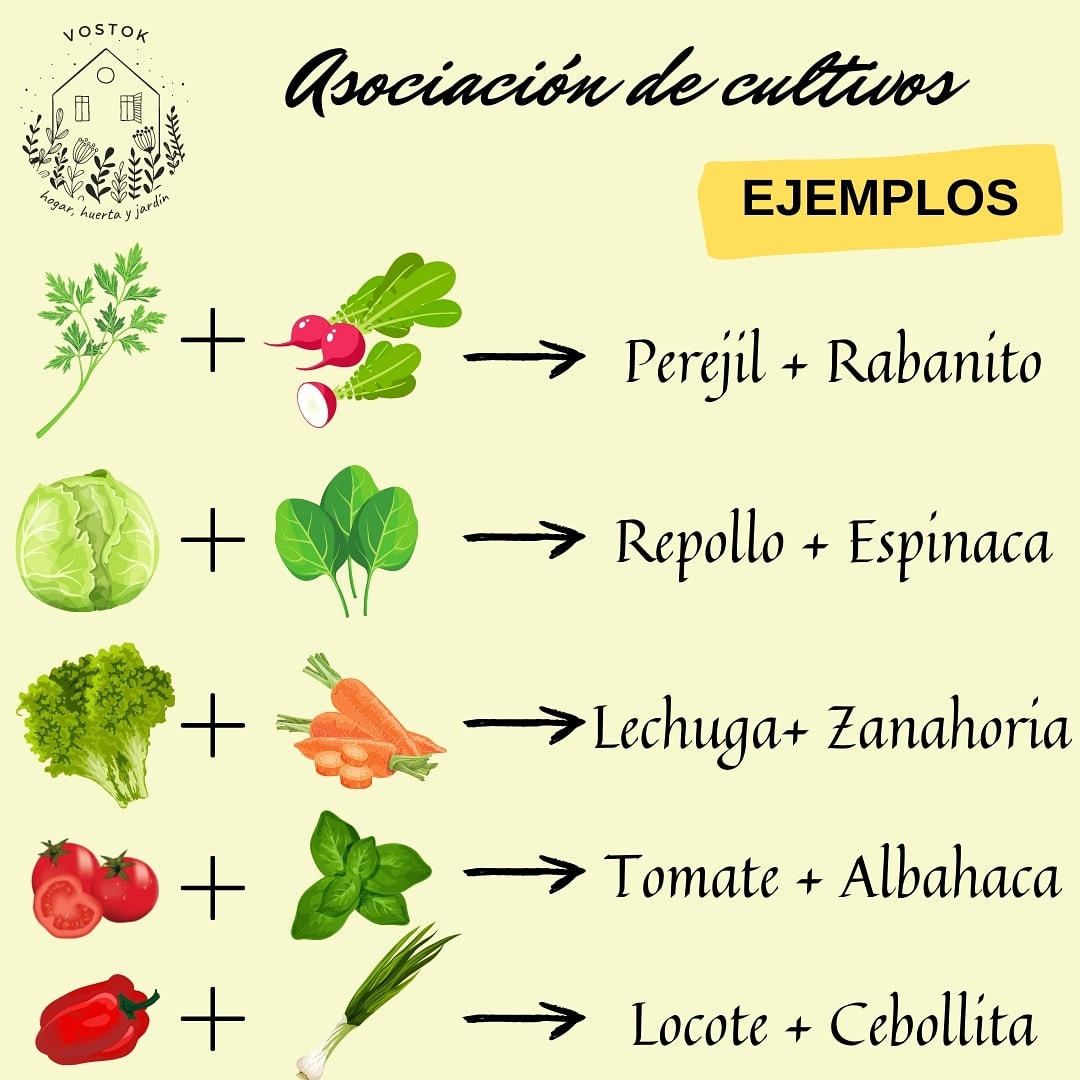 VOSTOK
hogar, huerta y jardín
Asociación de cultivos
EJEMPLOS
Perejil + Rabanito
Repollo + Espinaca
Lechuga+ Zanahoria
Tomate + Albahaca
Locote + Cebollita